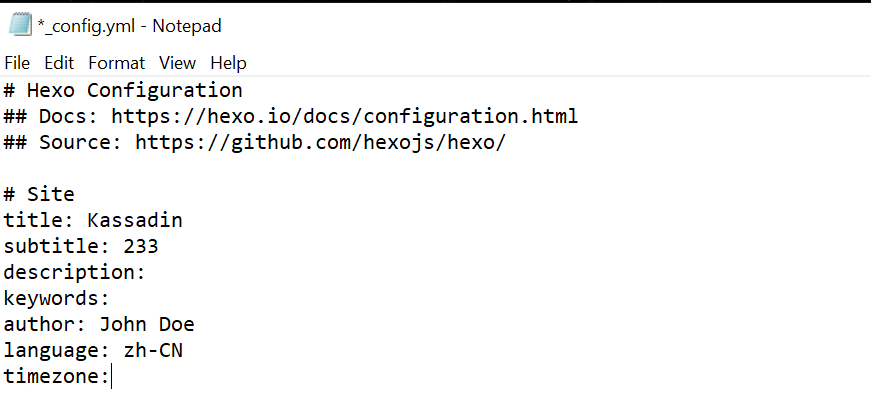 *_config.yml - Notepad
File Edit Format View Help
# Hexo Configuration
## Docs: https://hexo.io/docs/configuration.html
## Source: https://github.com/hexojs/hexo/
# Site
title: Kassadin
subtitle: 233
description:
keywords:
author: John Doe
language: zh-CN
timezone: